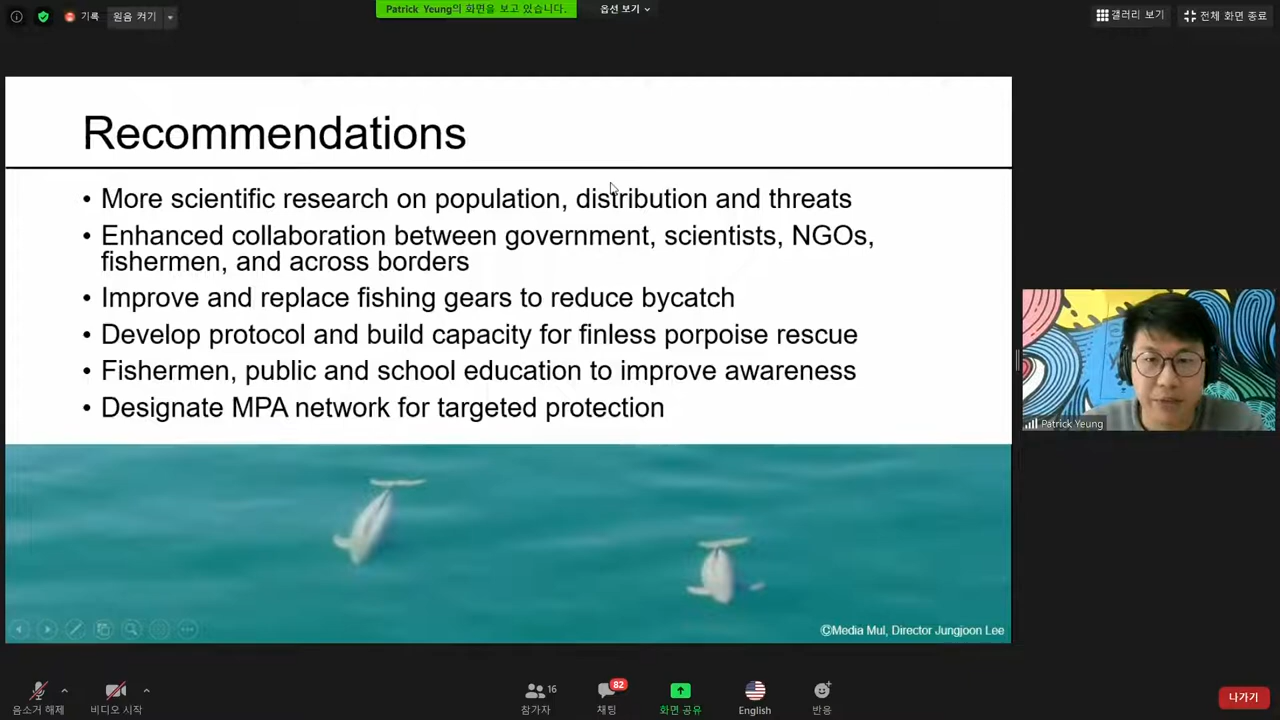 기록
원음 켜기
Patrick Yeung의 화면을 보고 있습니다.
옵션 보기
갤러리 보기
전체 화면 종료
Recommendations
• More scientific research on population, distribution and threats
• Enhanced collaboration between government, scientists, NGOs,
fishermen, and across borders
• Improve and replace fishing gears to reduce bycatch
• Develop protocol and build capacity for finless porpoise rescue
• Fishermen, public and school education to improve awareness
• Designate MPA network for targeted protection
©Media Mul, Director Jungjoon Lee
Patrick Yeung
음소거 해제
비디오 시작
16
참가자
82
채팅
화면 공유
English
반응
나가기